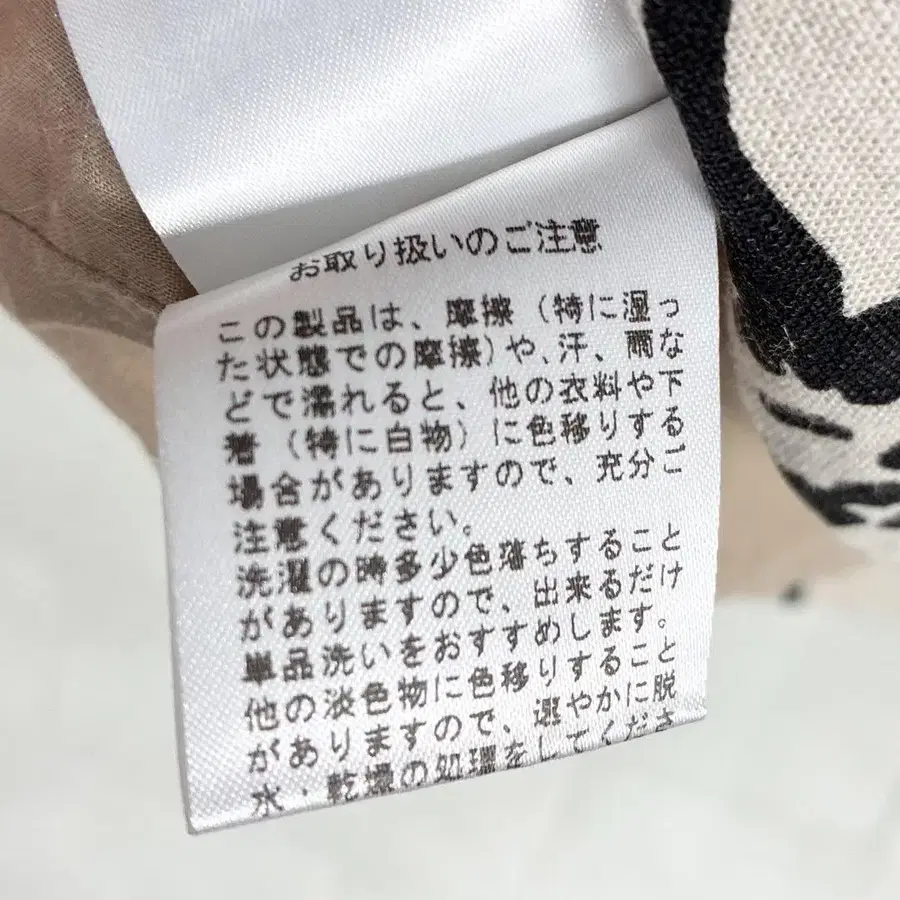 お取り扱いのご注意
この製品は、摩擦（特に湿っ
た状態での摩擦）や、汗、雨な
どで濡れると、他の衣料や下
着（特に白物）に色移りする
場合がありますので、充分ご
注意ください。
洗濯の時多少色落ちすること
がありますので、出来るだけ
単品洗いをおすすめします。
他の淡色物に色移りすること
がありますので、速やかに脱
水・乾燥の処理をしてくださ